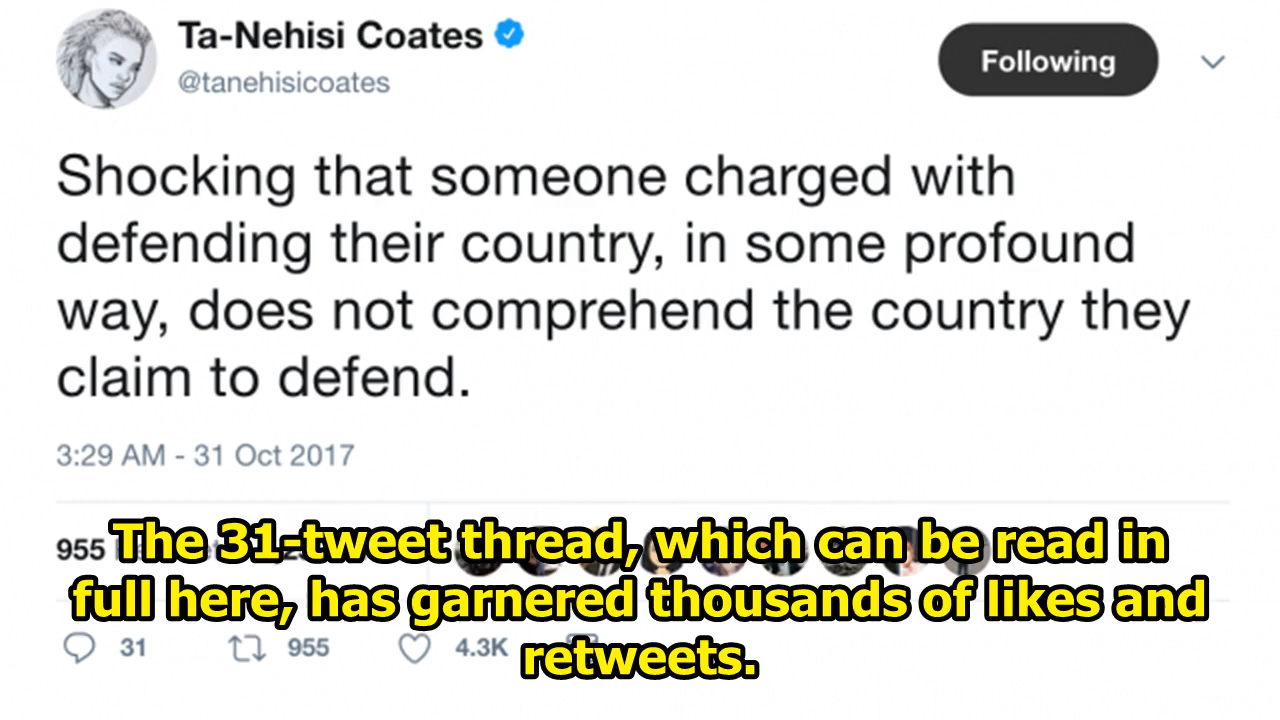 Ta-Nehisi Coates
@tanehisicoates
Following
Shocking that someone charged with
defending their country, in some profound
way, does not comprehend the country they
claim to defend.
3:29 AM - 31 Oct 2017
955
The 31-tweet thread, which can be read in
full here, has garnered thousands of likes and
retweets.
31 955 4.3K